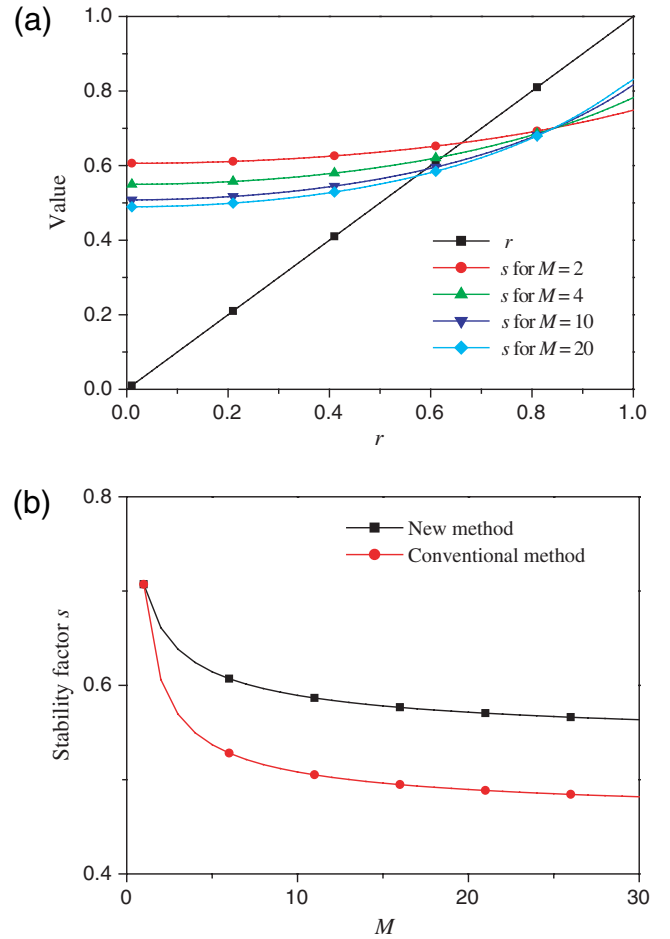 (a)
1.0
0.8
0.6
0.4
0.2
0.0
Value
r
s for M = 2
s for M = 4
s for M = 10
s for M = 20
0.0 0.2 0.4 0.6 0.8 1.0
r
(b)
0.8
0.6
0.4
Stability factor s
New method
Conventional method
0 10 20 30
M